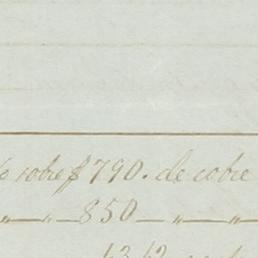 % sobre $790. de cobre
„ „ 850 „ „